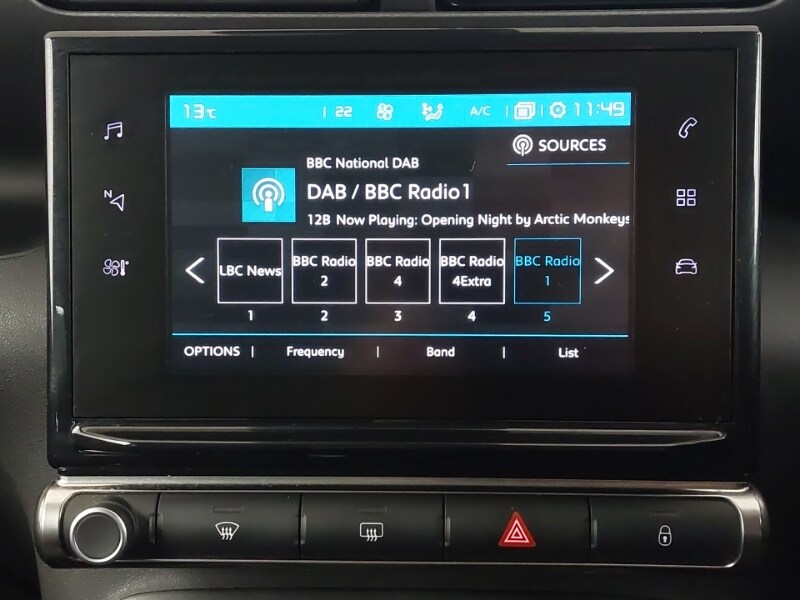 13°C | 22 A/C | | 11:49
SOURCES
BBC National DAB
DAB / BBC Radio1
12B Now Playing: Opening Night by Arctic Monkeys
LBC News
BBC Radio
2
BBC Radio
4
BBC Radio
4Extra
BBC Radio
1
1 2 3 4 5
OPTIONS | Frequency | Band | List
N